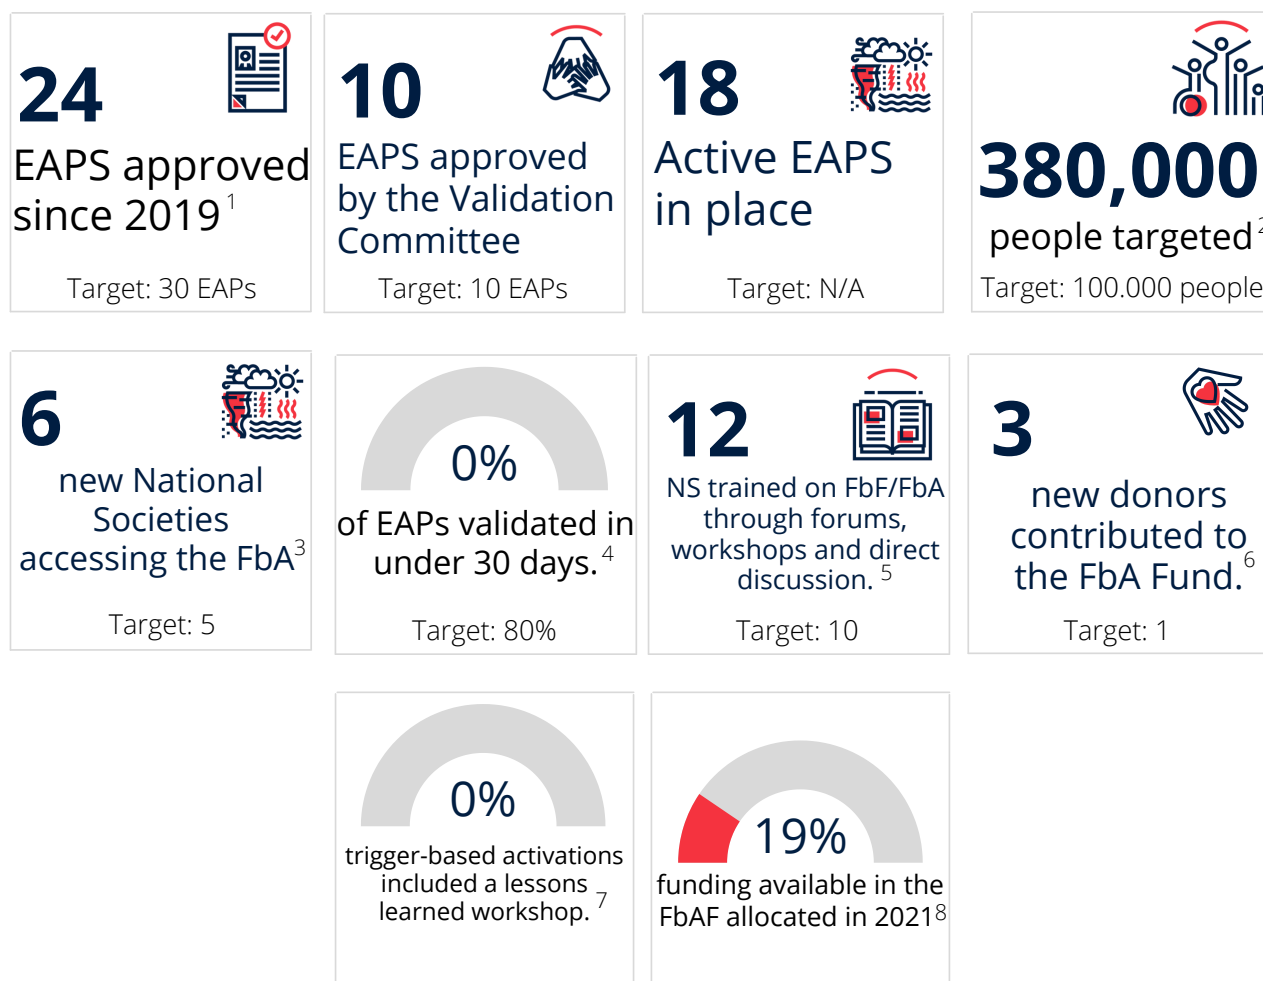 24
EAPS approved
since 2019 1
Target: 30 EAPs
10
EAPS approved
by the Validation
Committee
Target: 10 EAPs
18
Active EAPS
in place
Target: N/A
380,000
people targeted 2
Target: 100.000 people
6
new National
Societies
accessing the FbA 3
Target: 5
0%
of EAPs validated in
under 30 days. 4
Target: 80%
12
NS trained on FbF/FbA
through forums,
workshops and direct
discussion. 5
Target: 10
3
new donors
contributed to
the FbA Fund. 6
Target: 1
0%
trigger-based activations
included a lessons
learned workshop. 7
19%
funding available in the
FbAF allocated in 2021 8